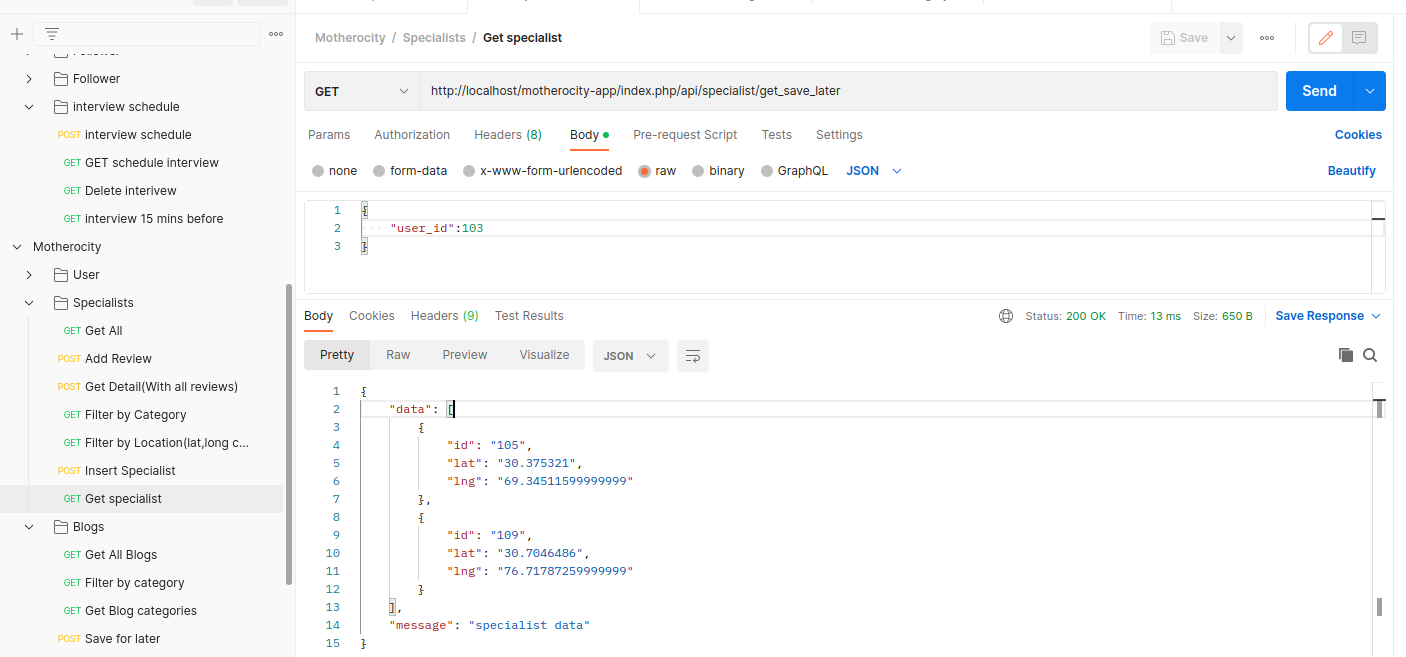 Follower
interview schedule
POST interview schedule
GET GET schedule interview
GET Delete interivew
GET interview 15 mins before
Motherocity
User
Specialists
GET Get All
POST Add Review
POST Get Detail(With all reviews)
GET Filter by Category
GET Filter by Location(lat,long c...
POST Insert Specialist
GET Get specialist
Blogs
GET Get All Blogs
GET Filter by category
GET Get Blog categories
POST Save for later
Motherocity / Specialists / Get specialist
Save
GET http://localhost/motherocity-app/index.php/api/specialist/get_save_later Send
Params Authorization Headers (8) Body Pre-request Script Tests Settings Cookies
none form-data x-www-form-urlencoded raw binary GraphQL JSON Beautify
1 {
2 ····"user_id":103
3 }
Body Cookies Headers (9) Test Results Status: 200 OK Time: 13 ms Size: 650 B Save Response
Pretty Raw Preview Visualize JSON
1 {
2 "data": [
3 {
4 "id": "105",
5 "lat": "30.375321",
6 "lng": "69.34511599999999"
7 },
8 {
9 "id": "109",
10 "lat": "30.7046486",
11 "lng": "76.71787259999999"
12 }
13 ],
14 "message": "specialist data"
15 }